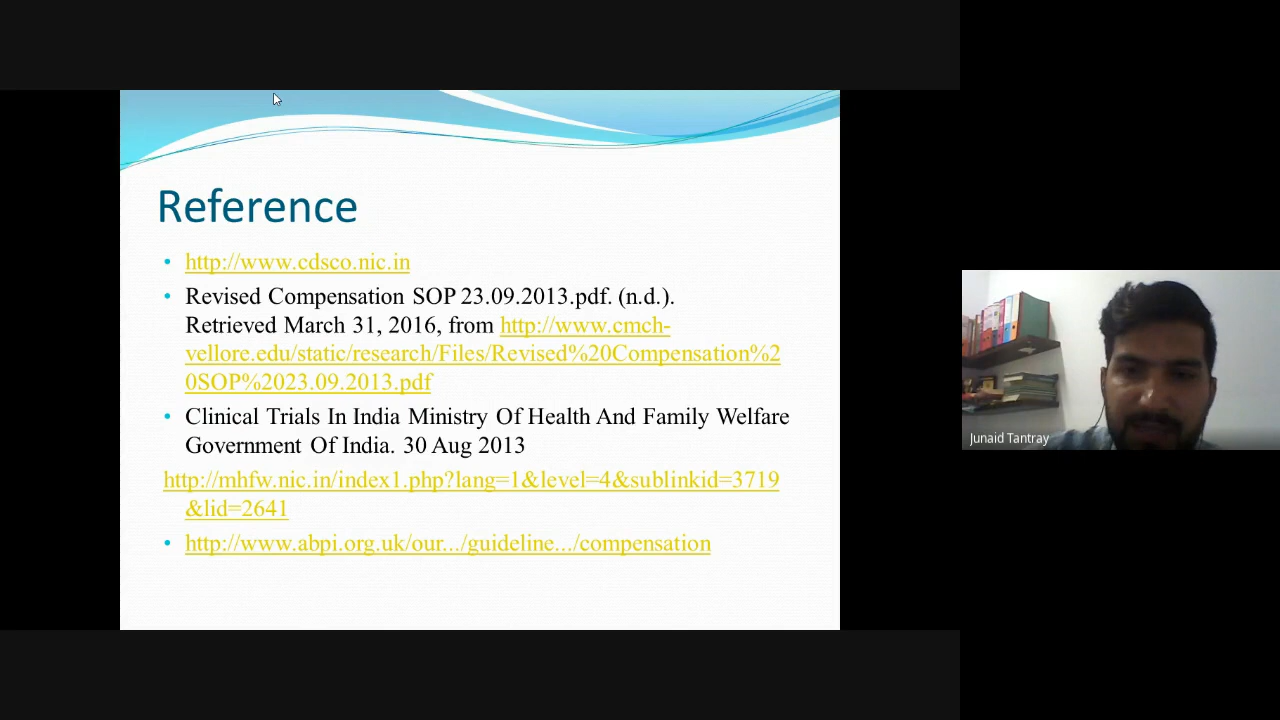 Reference
• http://www.cdsco.nic.in
• Revised Compensation SOP 23.09.2013.pdf. (n.d.).
Retrieved March 31, 2016, from http://www.cmch-
vellore.edu/static/research/Files/Revised%20Compensation%2
0SOP%2023.09.2013.pdf
• Clinical Trials In India Ministry Of Health And Family Welfare
Government Of India. 30 Aug 2013
http://mhfw.nic.in/index1.php?lang=1&level=4&sublinkid=3719
&lid=2641
• http://www.abpi.org.uk/our.../guideline.../compensation
Junaid Tantray